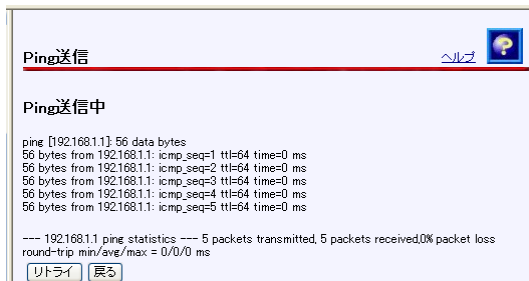 Ping送信
ヘルプ
?
Ping送信中
ping [192.168.1.1]: 56 data bytes
56 bytes from 192.168.1.1: icmp_seq=1 ttl=64 time=0 ms
56 bytes from 192.168.1.1: icmp_seq=2 ttl=64 time=0 ms
56 bytes from 192.168.1.1: icmp_seq=3 ttl=64 time=0 ms
56 bytes from 192.168.1.1: icmp_seq=4 ttl=64 time=0 ms
56 bytes from 192.168.1.1: icmp_seq=5 ttl=64 time=0 ms
--- 192.168.1.1 ping statistics --- 5 packets transmitted, 5 packets received,0% packet loss
round-trip min/avg/max = 0/0/0 ms
リトライ 戻る